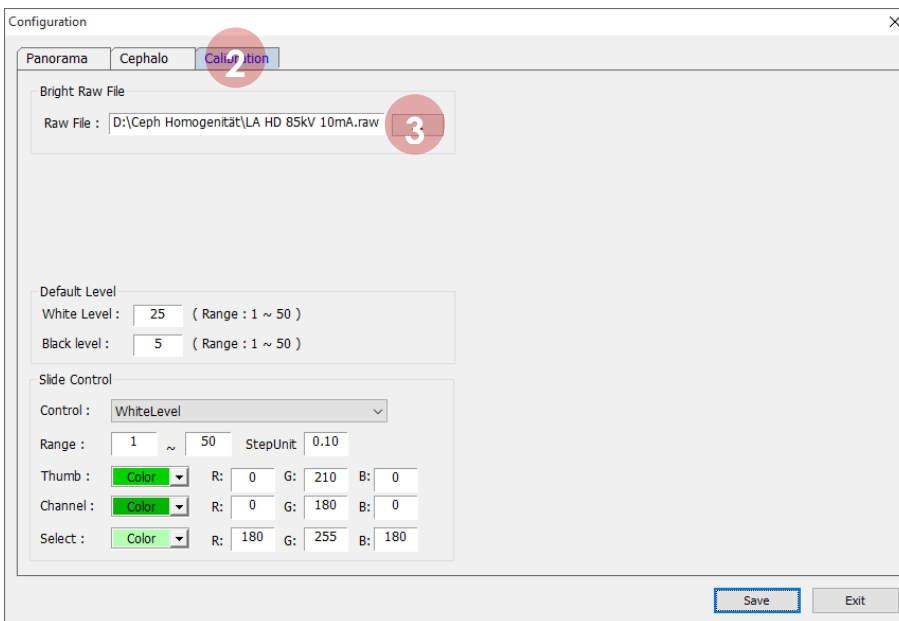 Configuration
Panorama Cephalo Calibration
2
Bright Raw File
Raw File : D:\Ceph Homogenität\LA HD 85kV 10mA.raw
3
Default Level
White Level : 25 ( Range : 1 ~ 50 )
Black level : 5 ( Range : 1 ~ 50 )
Slide Control
Control : WhiteLevel
Range : 1 ~ 50 StepUnit 0.10
Thumb : Color R: 0 G: 210 B: 0
Channel : Color R: 0 G: 180 B: 0
Select : Color R: 180 G: 255 B: 180
Save Exit